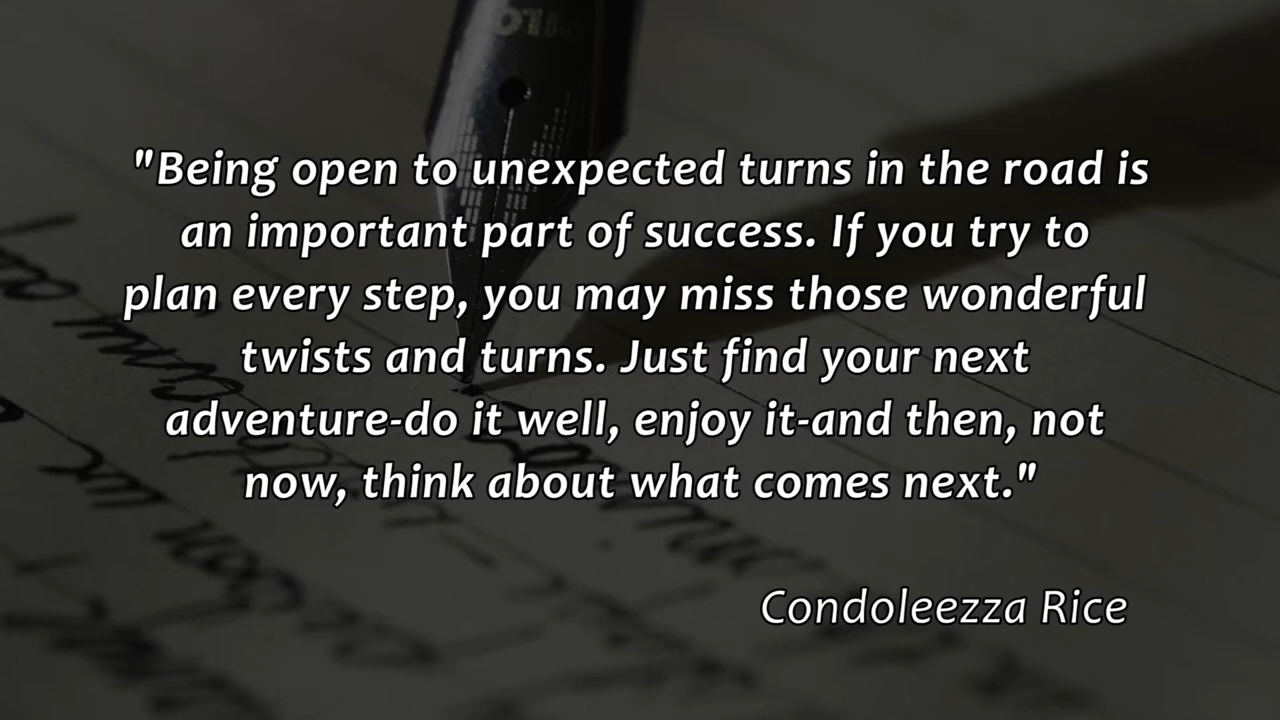 "Being open to unexpected turns in the road is
an important part of success. If you try to
plan every step, you may miss those wonderful
twists and turns. Just find your next
adventure-do it well, enjoy it-and then, not
now, think about what comes next."
Condoleezza Rice